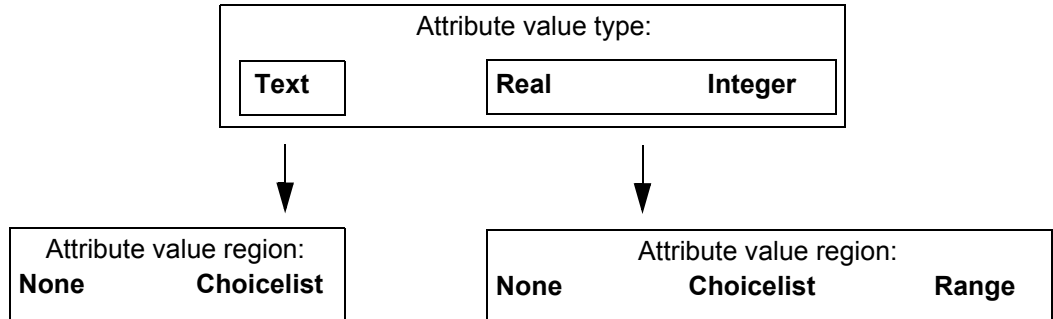 Attribute value type:
Text Real Integer
Attribute value region:
None Choicelist
Attribute value region:
None Choicelist Range